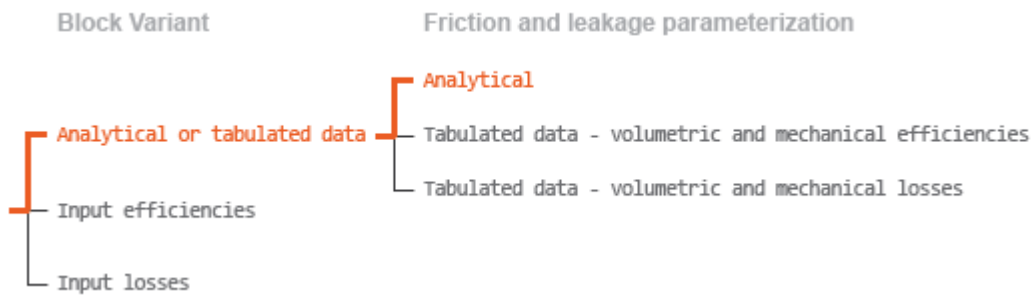 Block Variant
Friction and leakage parameterization
Analytical
Analytical or tabulated data
Tabulated data - volumetric and mechanical efficiencies
Tabulated data - volumetric and mechanical losses
Input efficiencies
Input losses